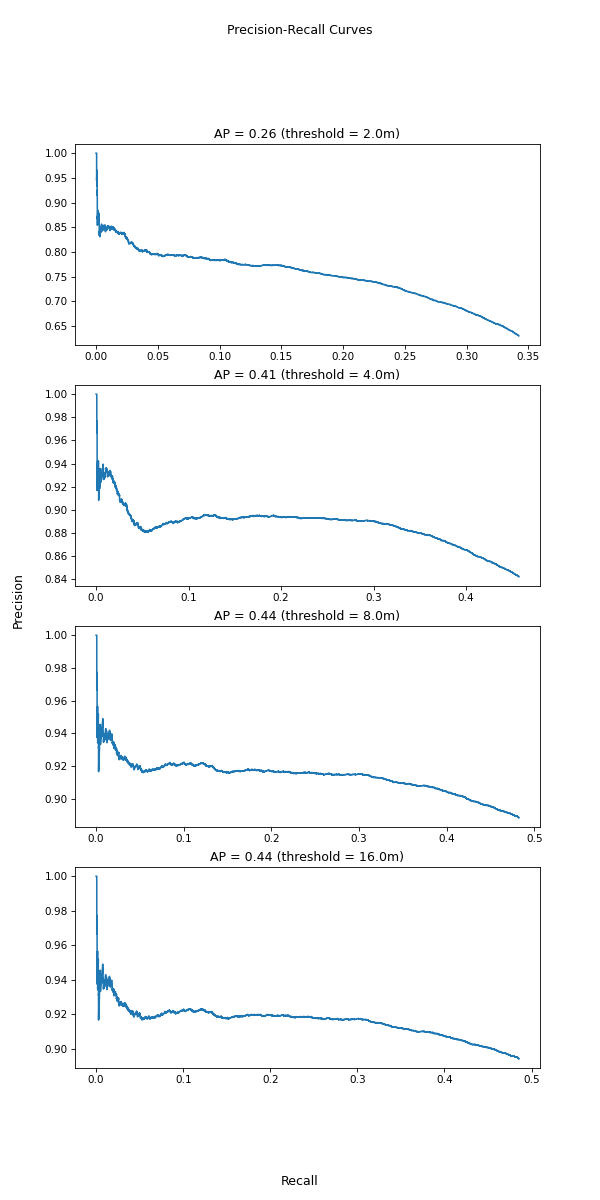 Precision-Recall Curves
AP = 0.26 (threshold = 2.0m)
1.00
0.95
0.90
0.85
0.80
0.75
0.70
0.65
0.00 0.05 0.10 0.15 0.20 0.25 0.30 0.35
AP = 0.41 (threshold = 4.0m)
1.00
0.98
0.96
0.94
0.92
0.90
0.88
0.86
0.84
0.0 0.1 0.2 0.3 0.4
Precision
AP = 0.44 (threshold = 8.0m)
1.00
0.98
0.96
0.94
0.92
0.90
0.0 0.1 0.2 0.3 0.4 0.5
AP = 0.44 (threshold = 16.0m)
1.00
0.98
0.96
0.94
0.92
0.90
0.0 0.1 0.2 0.3 0.4 0.5
Recall